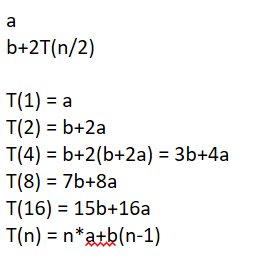 a
b+2T(n/2)
T(1) = a
T(2) = b+2a
T(4) = b+2(b+2a) = 3b+4a
T(8) = 7b+8a
T(16) = 15b+16a
T(n) = n*a+b(n-1)